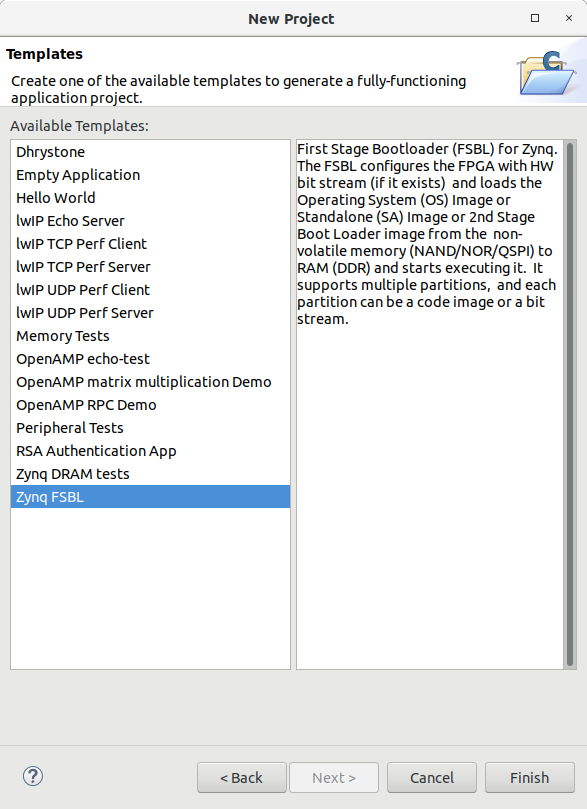 New Project
Templates
Create one of the available templates to generate a fully-functioning
application project.
Available Templates:
Dhrystone
Empty Application
Hello World
lwIP Echo Server
lwIP TCP Perf Client
lwIP TCP Perf Server
lwIP UDP Perf Client
lwIP UDP Perf Server
Memory Tests
OpenAMP echo-test
OpenAMP matrix multiplication Demo
OpenAMP RPC Demo
Peripheral Tests
RSA Authentication App
Zynq DRAM tests
Zynq FSBL
First Stage Bootloader (FSBL) for Zynq.
The FSBL configures the FPGA with HW
bit stream (if it exists)  and loads the
Operating System (OS) Image or
Standalone (SA) Image or 2nd Stage
Boot Loader image from the  non-
volatile memory (NAND/NOR/QSPI) to
RAM (DDR) and starts executing it.  It
supports multiple partitions,  and each
partition can be a code image or a bit
stream.
?
< Back
Next >
Cancel
Finish